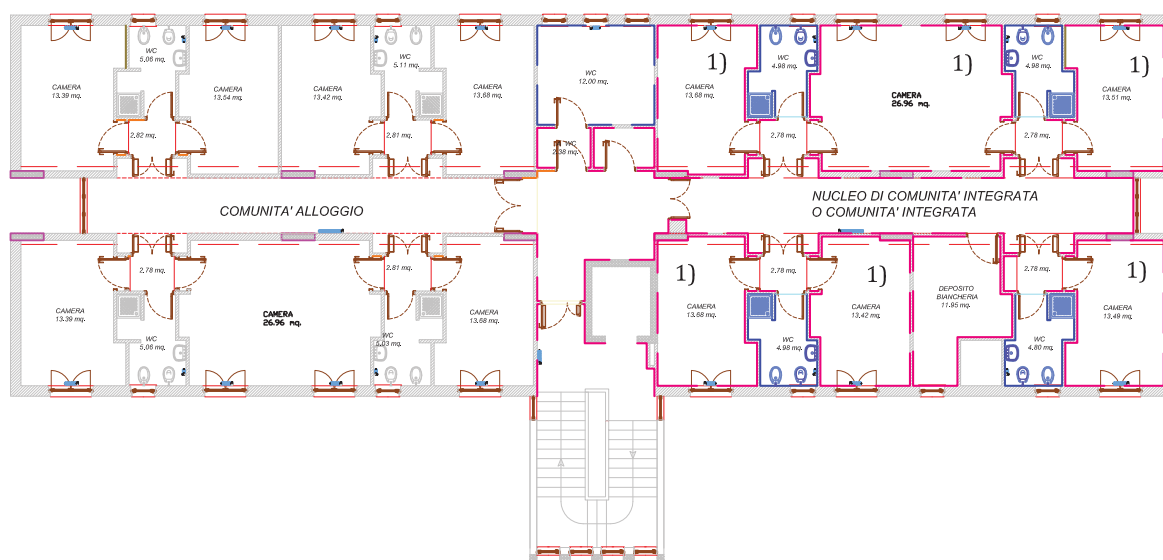 CAMERA
13.39 mq.
WC
5,06 mq.
CAMERA
13.54 mq.
2,82 mq.
CAMERA
13,42 mq.
WC
5.11 mq.
CAMERA
13,68 mq.
2,81 mq.
WC
12,00 mq.
WC
2,38 mq.
1)
CAMERA
13,68 mq.
WC
4.98 mq.
2,78 mq.
1)
CAMERA
26.96 mq.
WC
4.98 mq.
2,78 mq.
1)
CAMERA
13,51 mq.
COMUNITA' ALLOGGIO
NUCLEO DI COMUNITA' INTEGRATA
O COMUNITA' INTEGRATA
CAMERA
13.39 mq.
2,78 mq.
WC
5,06 mq.
CAMERA
26.96 mq.
2.81 mq.
WC
5,03 mq.
CAMERA
13,68 mq.
1)
CAMERA
13,68 mq.
2,78 mq.
WC
4.98 mq.
1)
CAMERA
13,42 mq.
DEPOSITO
BIANCHERIA
11.95 mq.
2,78 mq.
WC
4,80 mq.
1)
CAMERA
13,49 mq.